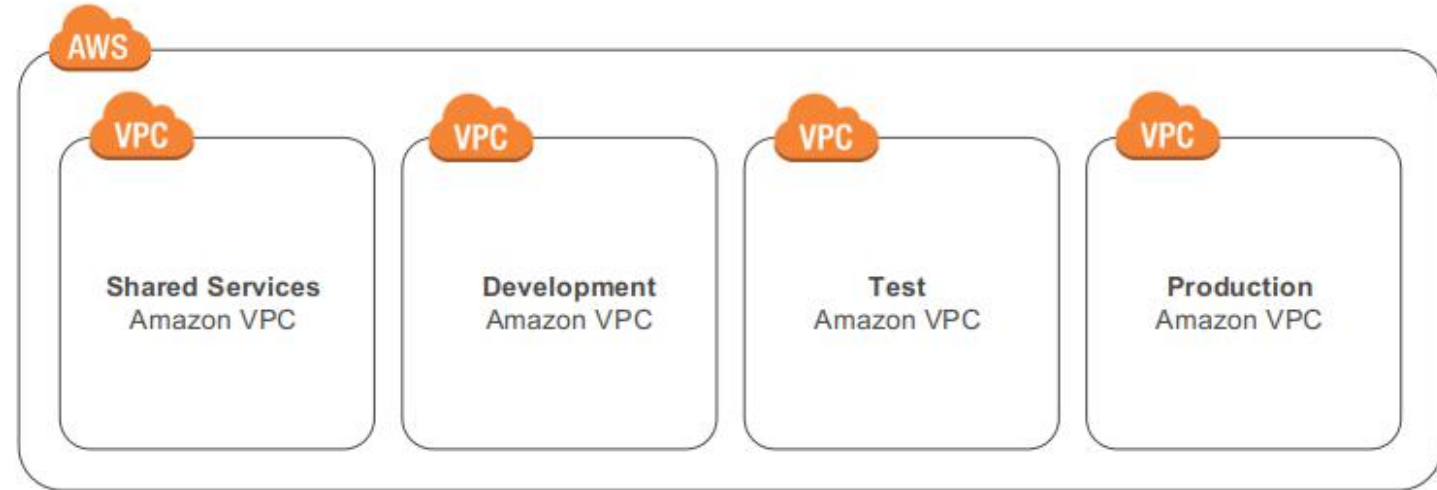 AWS
VPC
VPC
VPC
VPC
Shared Services
Amazon VPC
Development
Amazon VPC
Test
Amazon VPC
Production
Amazon VPC